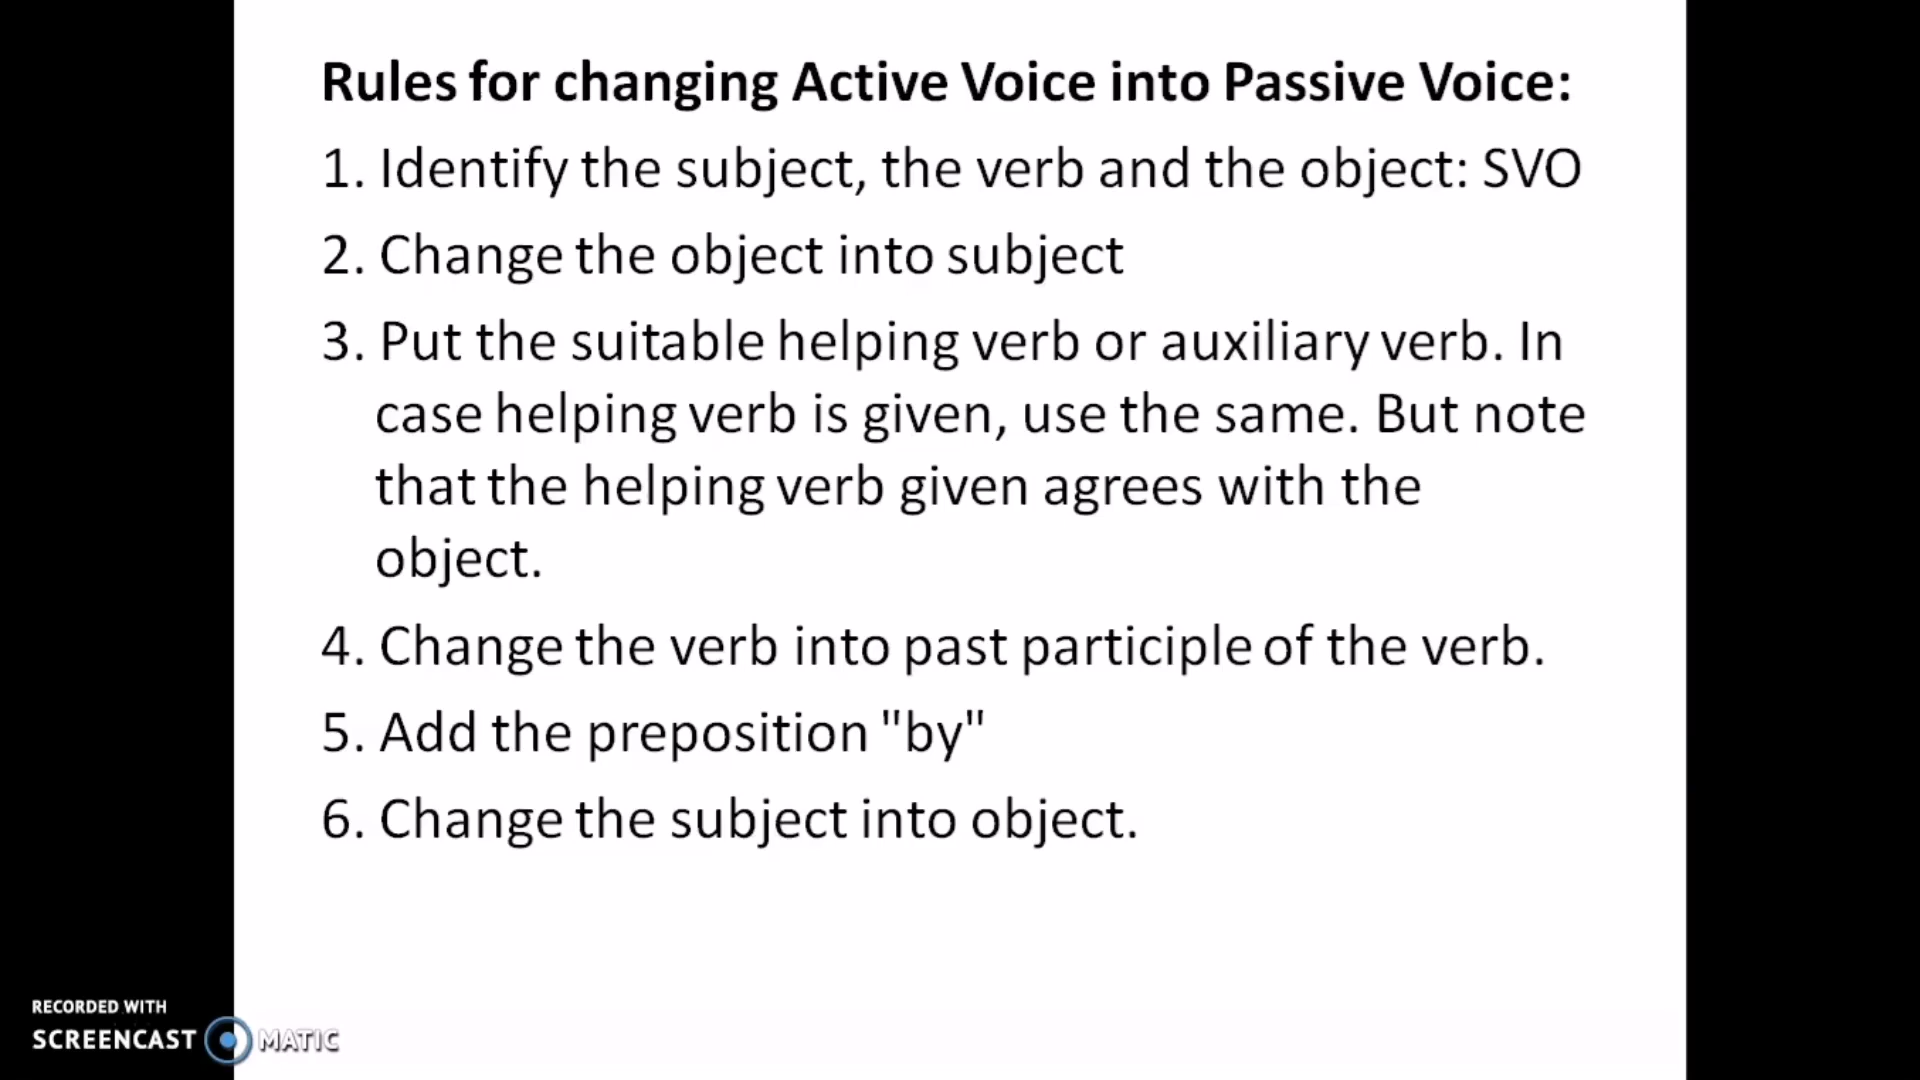 Rules for changing Active Voice into Passive Voice:
1. Identify the subject, the verb and the object: SVO
2. Change the object into subject
3. Put the suitable helping verb or auxiliary verb. In
case helping verb is given, use the same. But note
that the helping verb given agrees with the
object.
4. Change the verb into past participle of the verb.
5. Add the preposition "by"
6. Change the subject into object.
RECORDED WITH
SCREENCAST MATIC